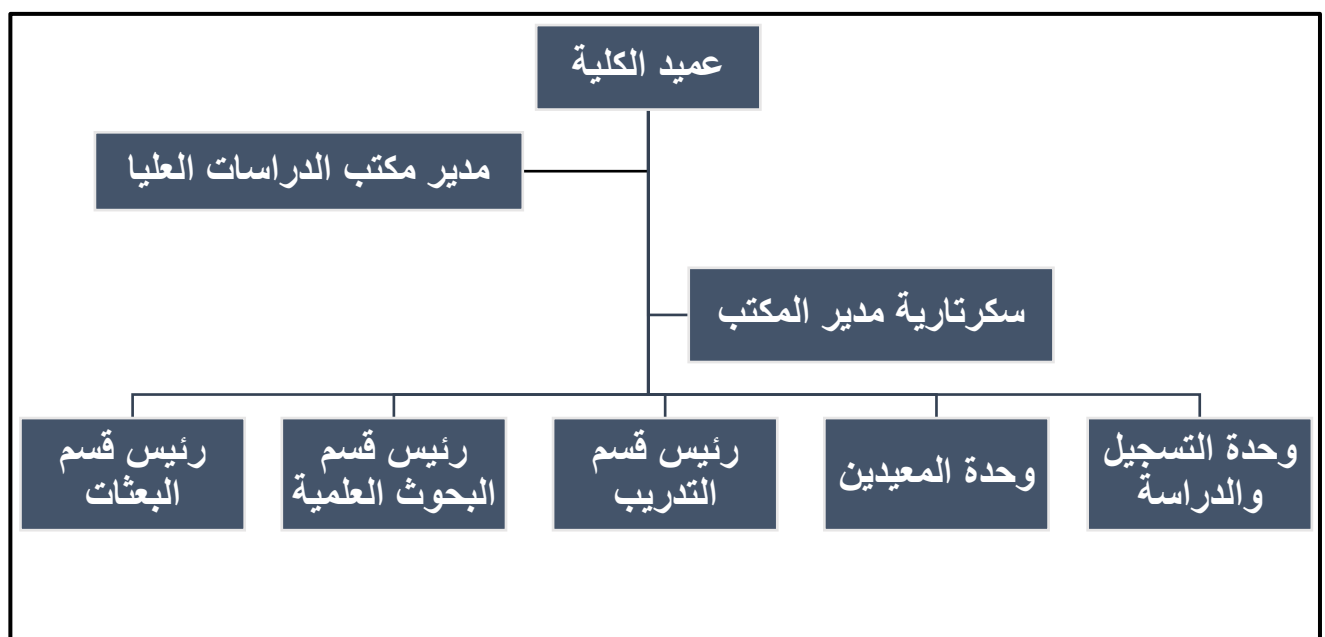 عميد الكلية
مدير مكتب الدراسات العليا
سكرتارية مدير المكتب
وحدة التسجيل
والدراسة
وحدة المعيدين
رئيس قسم
التدريب
رئيس قسم
البحوث العلمية
رئيس قسم
البعثات